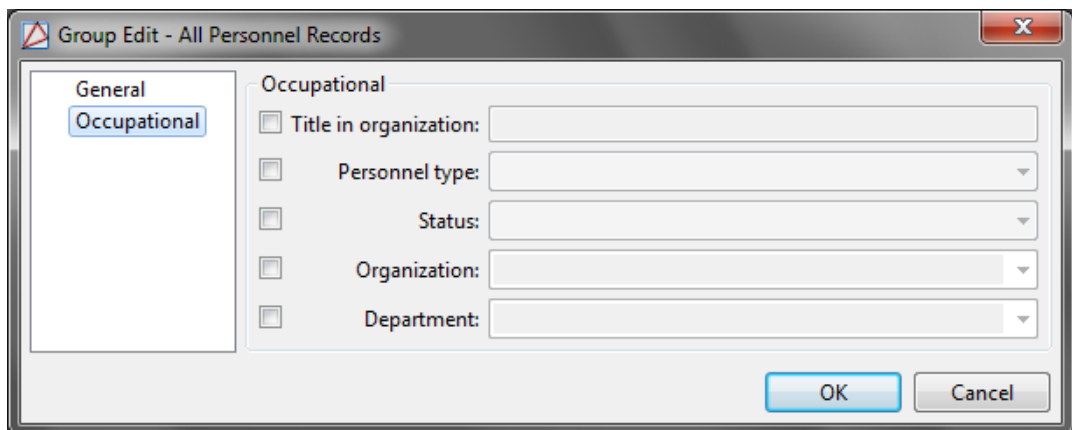 Group Edit - All Personnel Records
General
Occupational
Occupational
Title in organization:
Personnel type:
Status:
Organization:
Department:
OK
Cancel